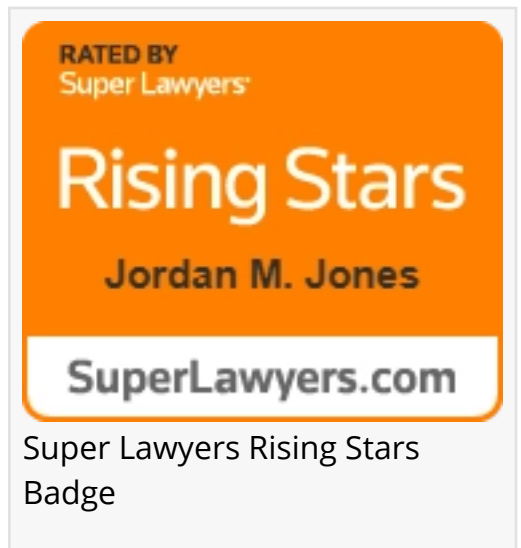 RATED BY
Super Lawyers
Rising Stars
Jordan M. Jones
SuperLawyers.com
Super Lawyers Rising Stars
Badge